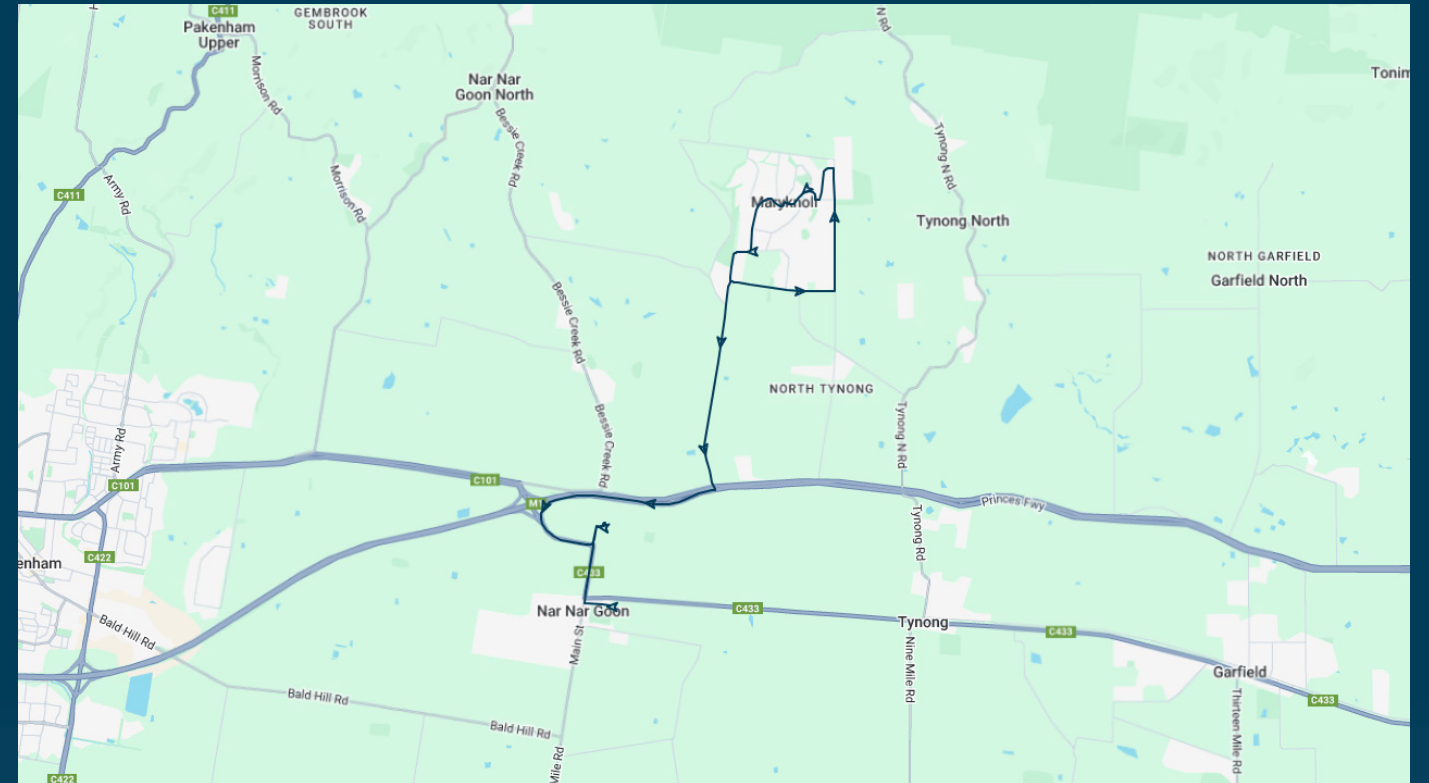 C411
GEMBROOK
SOUTH
Pakenham
Upper
N Rd
Morrison Rd
Nar Nar
Goon North
Bessie Creek Rd
Tynong N Rd
Army Rd
C411
Morrison Rd
Maryknoll
Tynong North
NORTH GARFIELD
Garfield North
Bessie Creek Rd
NORTH TYNONG
Bessie Creek Rd
Tynong N Rd
Army Rd
C101
C101
M1
Princes Fwy
Tynong Rd
C422
enham
C433
Nar Nar Goon
C433
Tynong
C433
Bald Hill Rd
Main St
Nine Mile Rd
Garfield
Thirteen Mile Rd
C433
Bald Hill Rd
Bald Hill Rd
Mile Rd
C422